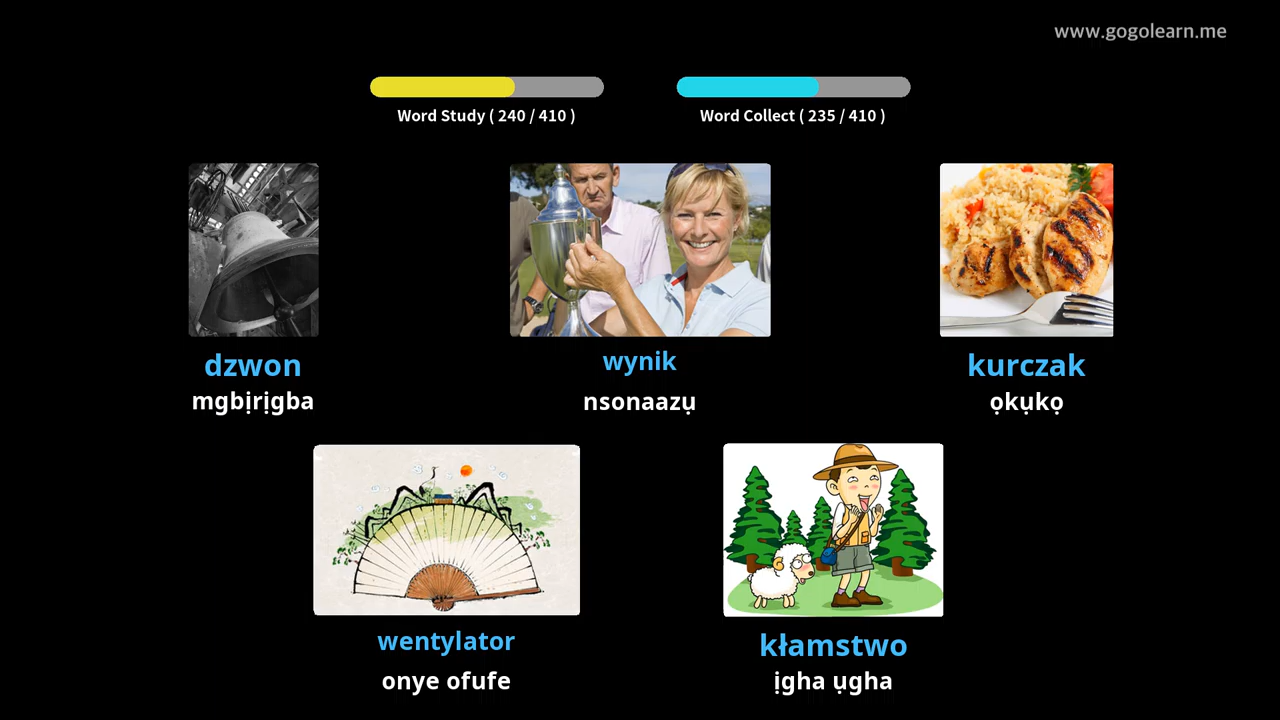 www.gogolearn.me
Word Study ( 240 / 410 )
Word Collect ( 235 / 410 )
dzwon
mgbịrịgba
wynik
nsonaazụ
kurczak
ọkụkọ
wentylator
onye ofufe
kłamstwo
ịgha ụgha